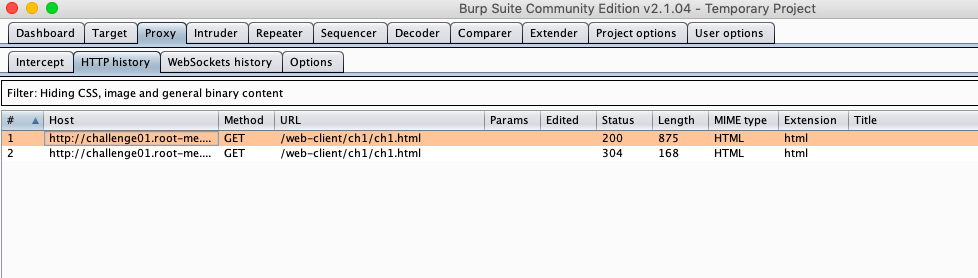 Burp Suite Community Edition v2.1.04 - Temporary Project
Dashboard Target Proxy Intruder Repeater Sequencer Decoder Comparer Extender Project options User options
Intercept HTTP history WebSockets history Options
Filter: Hiding CSS, image and general binary content
# Host Method URL Params Edited Status Length MIME type Extension Title
1 http://challenge01.root-me.... GET /web-client/ch1/ch1.html 200 875 HTML html
2 http://challenge01.root-me.... GET /web-client/ch1/ch1.html 304 168 HTML html